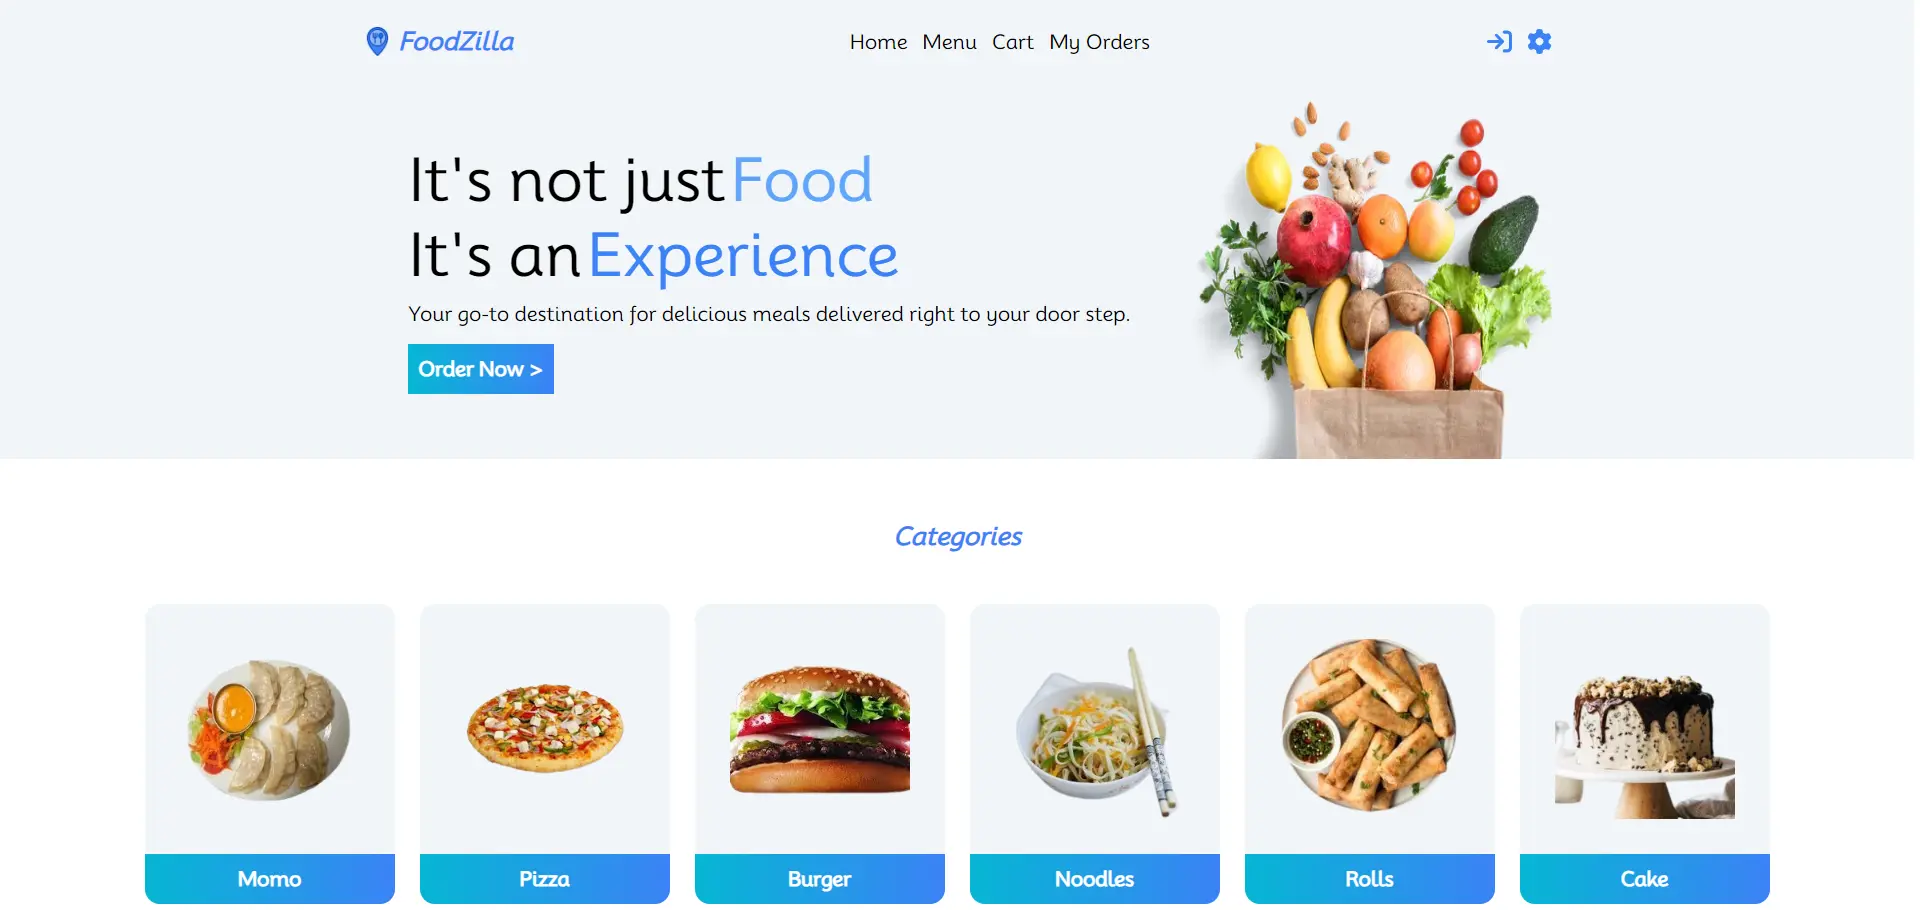 FoodZilla
Home Menu Cart My Orders
It's not just Food
It's an Experience
Your go-to destination for delicious meals delivered right to your door step.
Order Now >
Categories
Momo
Pizza
Burger
Noodles
Rolls
Cake